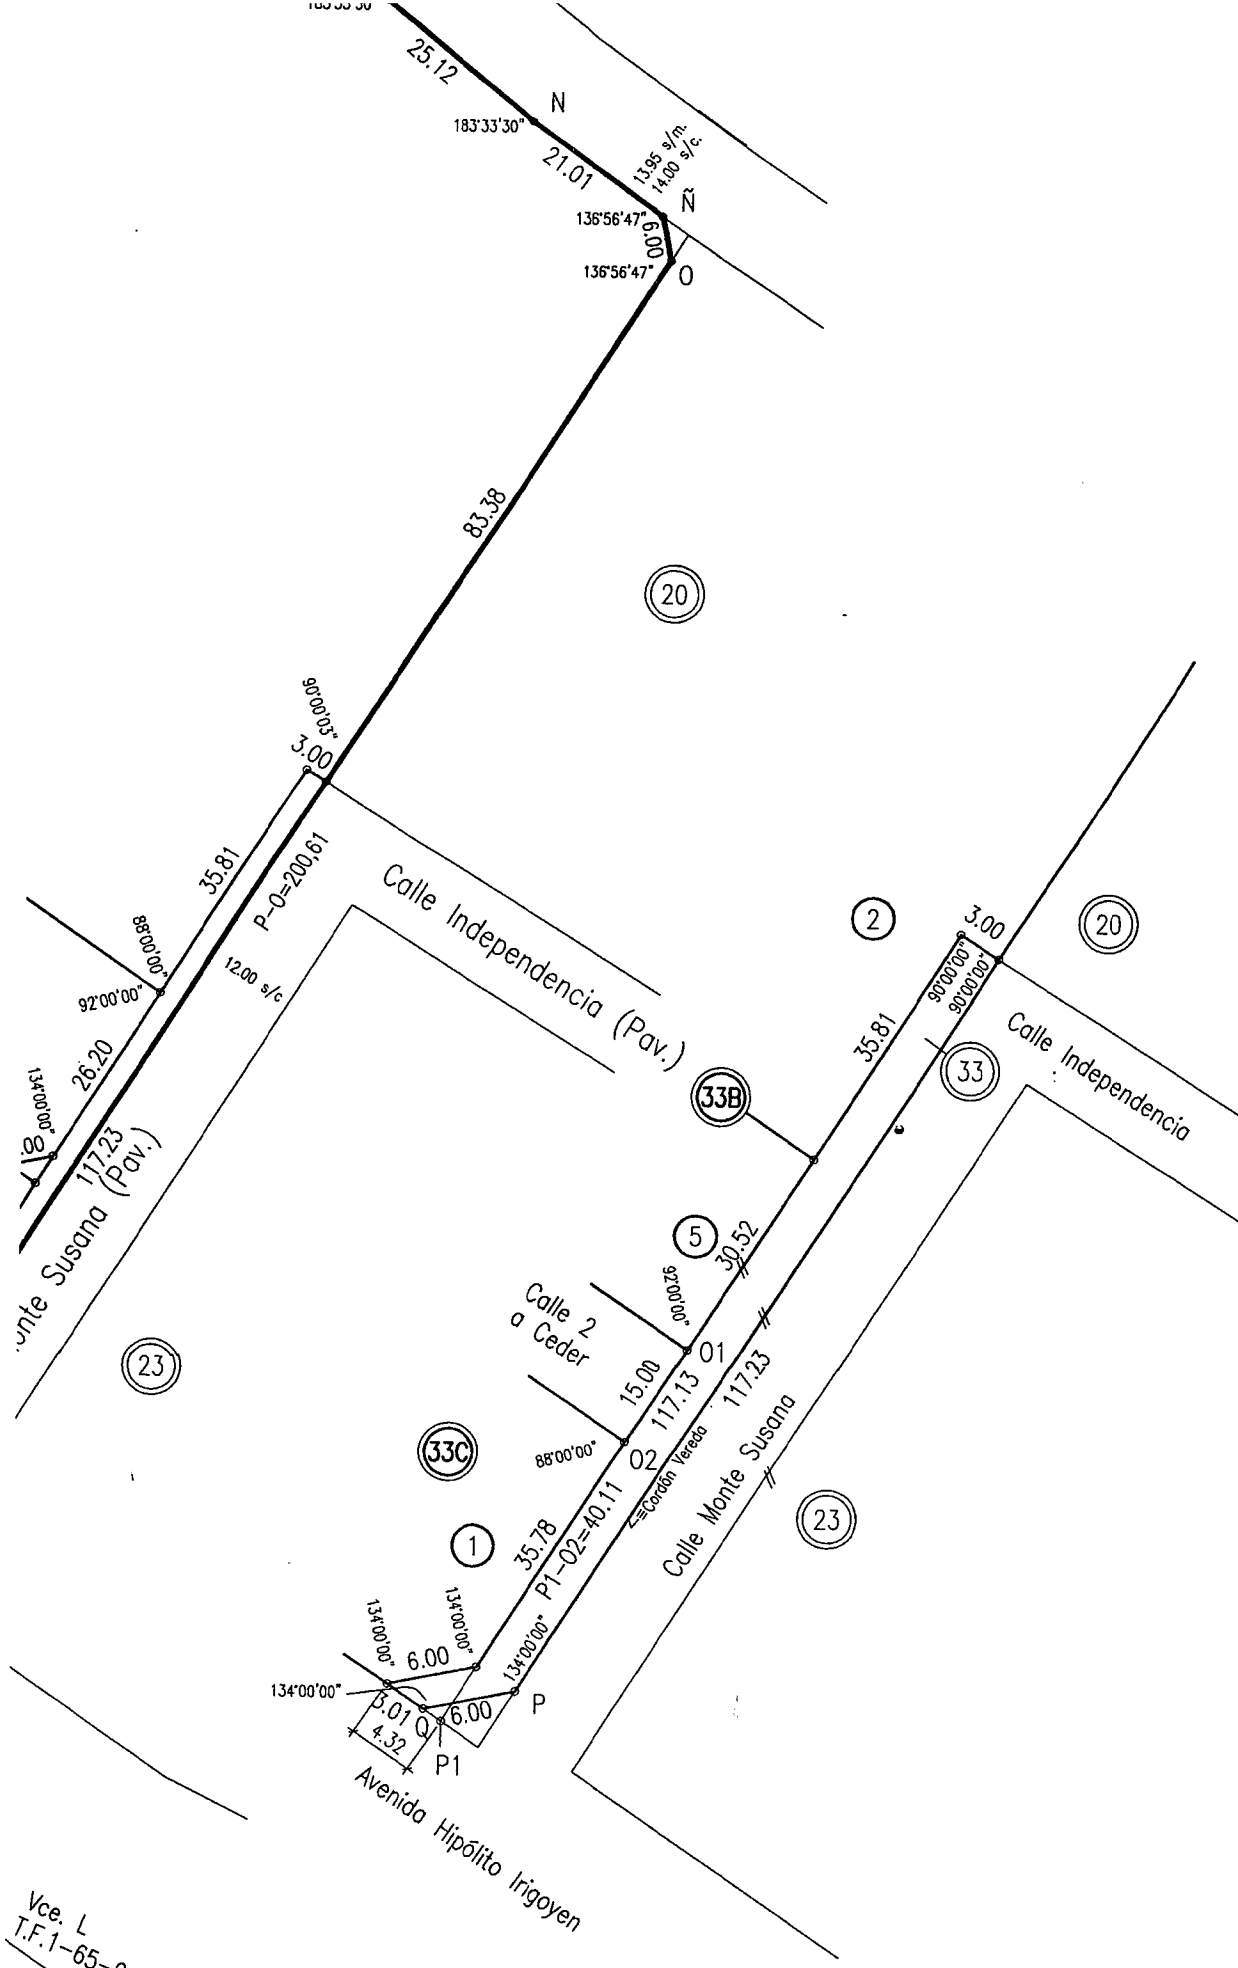 25.12
N
183°33'30"
21.01
13.95 s/m.
14.00 s/c.
Ñ
136°56'47"
6.00
136°56'47"
O
83.38
20
90°00'03"
3.00
35.81
P-O=200,61
Calle Independencia (Pav.)
88°00'00"
92°00'00"
12.00 s/c
26.20
134°00'00"
.00
117.23
onte Susana (Pav.)
23
2
3.00
20
90°00'00"
90°00'00"
35.81
Calle Independencia
33
33B
5
30.52
92°00'00"
Calle 2
a Ceder
O1
15.00
117.13
117.23
33C
88°00'00"
O2
Cordón Vereda
Calle Monte Susana
23
1
35.78
P1-O2=40.11
134°00'00"
134°00'00"
134°00'00"
6.00
134°00'00"
3.01
Q
6.00
P
4.32
P1
Avenida Hipólito Irigoyen
Vce. L
T.F.1-65-